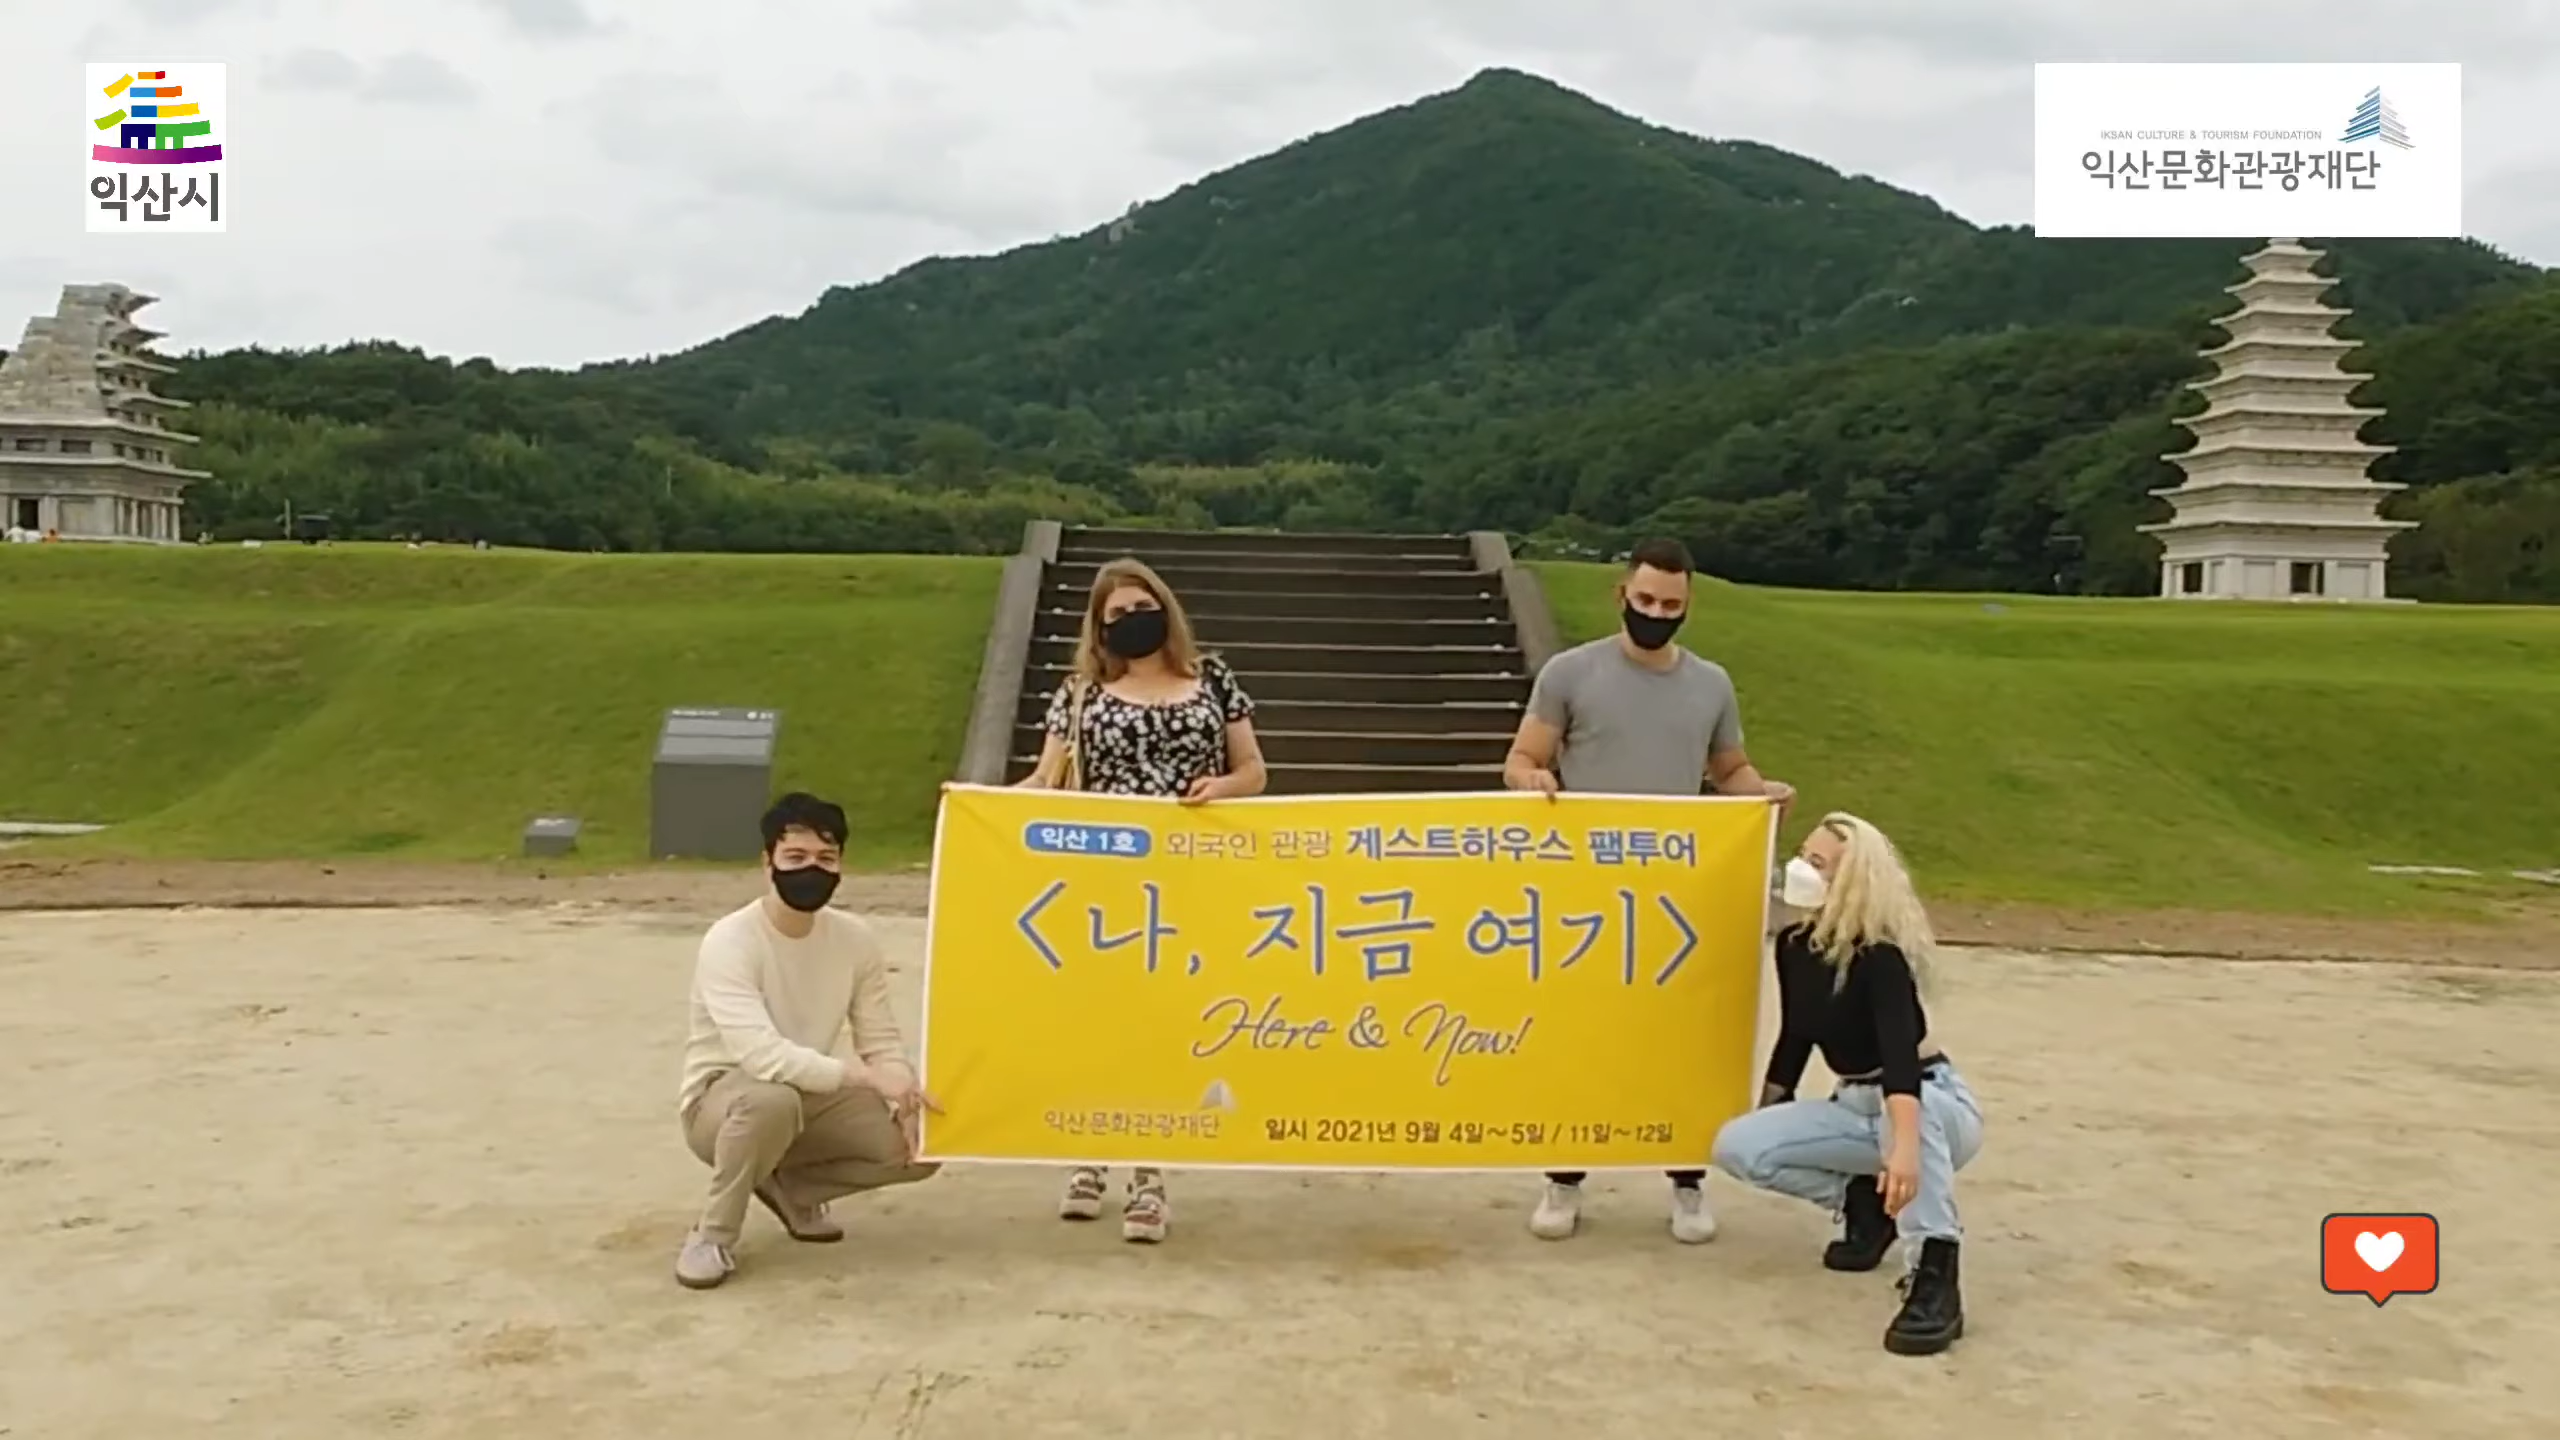 익산시
IKSAN CULTURE & TOURISM FOUNDATION
익산문화관광재단
익산 1호 외국인 관광 게스트하우스 팸투어
<나, 지금 여기>
Here & Now!
익산문화관광재단 일시 2021년 9월 4일~5일 / 11일~12일